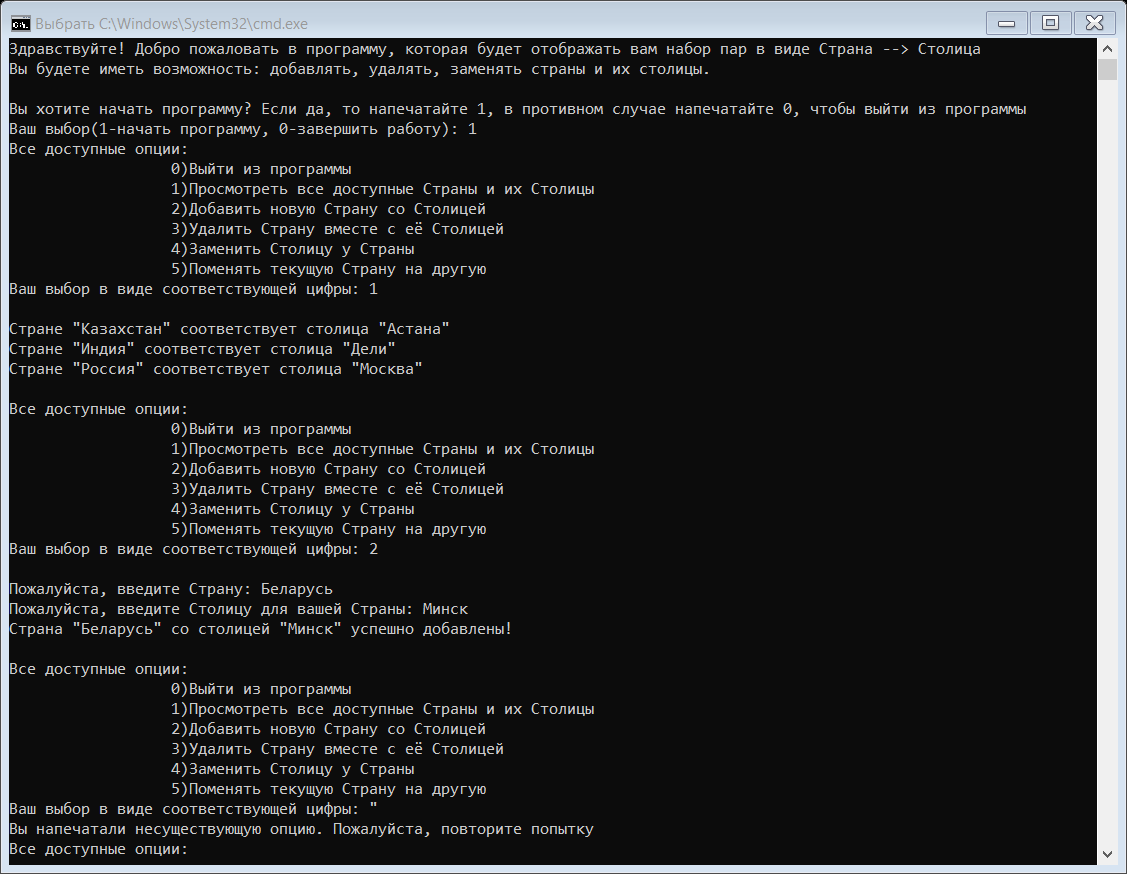 Выбрать C:\Windows\System32\cmd.exe
Здравствуйте! Добро пожаловать в программу, которая будет отображать вам набор пар в виде Страна --> Столица
Вы будете иметь возможность: добавлять, удалять, заменять страны и их столицы.
Вы хотите начать программу? Если да, то напечатайте 1, в противном случае напечатайте 0, чтобы выйти из программы
Ваш выбор(1-начать программу, 0-завершить работу): 1
Все доступные опции:
0)Выйти из программы
1)Просмотреть все доступные Страны и их Столицы
2)Добавить новую Страну со Столицей
3)Удалить Страну вместе с её Столицей
4)Заменить Столицу у Страны
5)Поменять текущую Страну на другую
Ваш выбор в виде соответствующей цифры: 1
Стране "Казахстан" соответствует столица "Астана"
Стране "Индия" соответствует столица "Дели"
Стране "Россия" соответствует столица "Москва"
Все доступные опции:
0)Выйти из программы
1)Просмотреть все доступные Страны и их Столицы
2)Добавить новую Страну со Столицей
3)Удалить Страну вместе с её Столицей
4)Заменить Столицу у Страны
5)Поменять текущую Страну на другую
Ваш выбор в виде соответствующей цифры: 2
Пожалуйста, введите Страну: Беларусь
Пожалуйста, введите Столицу для вашей Страны: Минск
Страна "Беларусь" со столицей "Минск" успешно добавлены!
Все доступные опции:
0)Выйти из программы
1)Просмотреть все доступные Страны и их Столицы
2)Добавить новую Страну со Столицей
3)Удалить Страну вместе с её Столицей
4)Заменить Столицу у Страны
5)Поменять текущую Страну на другую
Ваш выбор в виде соответствующей цифры: "
Вы напечатали несуществующую опцию. Пожалуйста, повторите попытку
Все доступные опции: